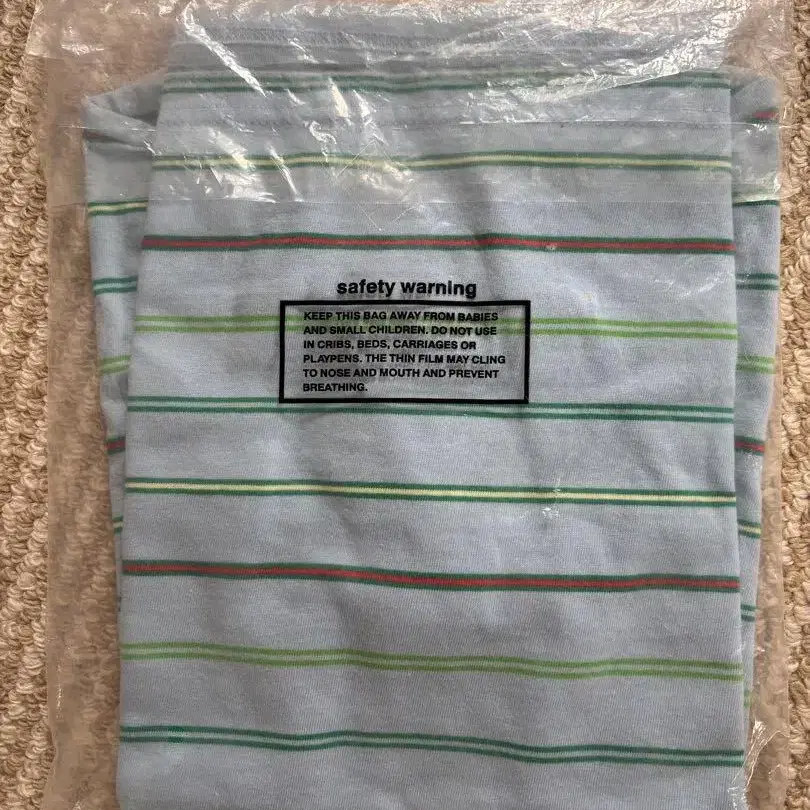 safety warning
KEEP THIS BAG AWAY FROM BABIES
AND SMALL CHILDREN. DO NOT USE
IN CRIBS, BEDS, CARRIAGES OR
PLAYPENS. THE THIN FILM MAY CLING
TO NOSE AND MOUTH AND PREVENT
BREATHING.